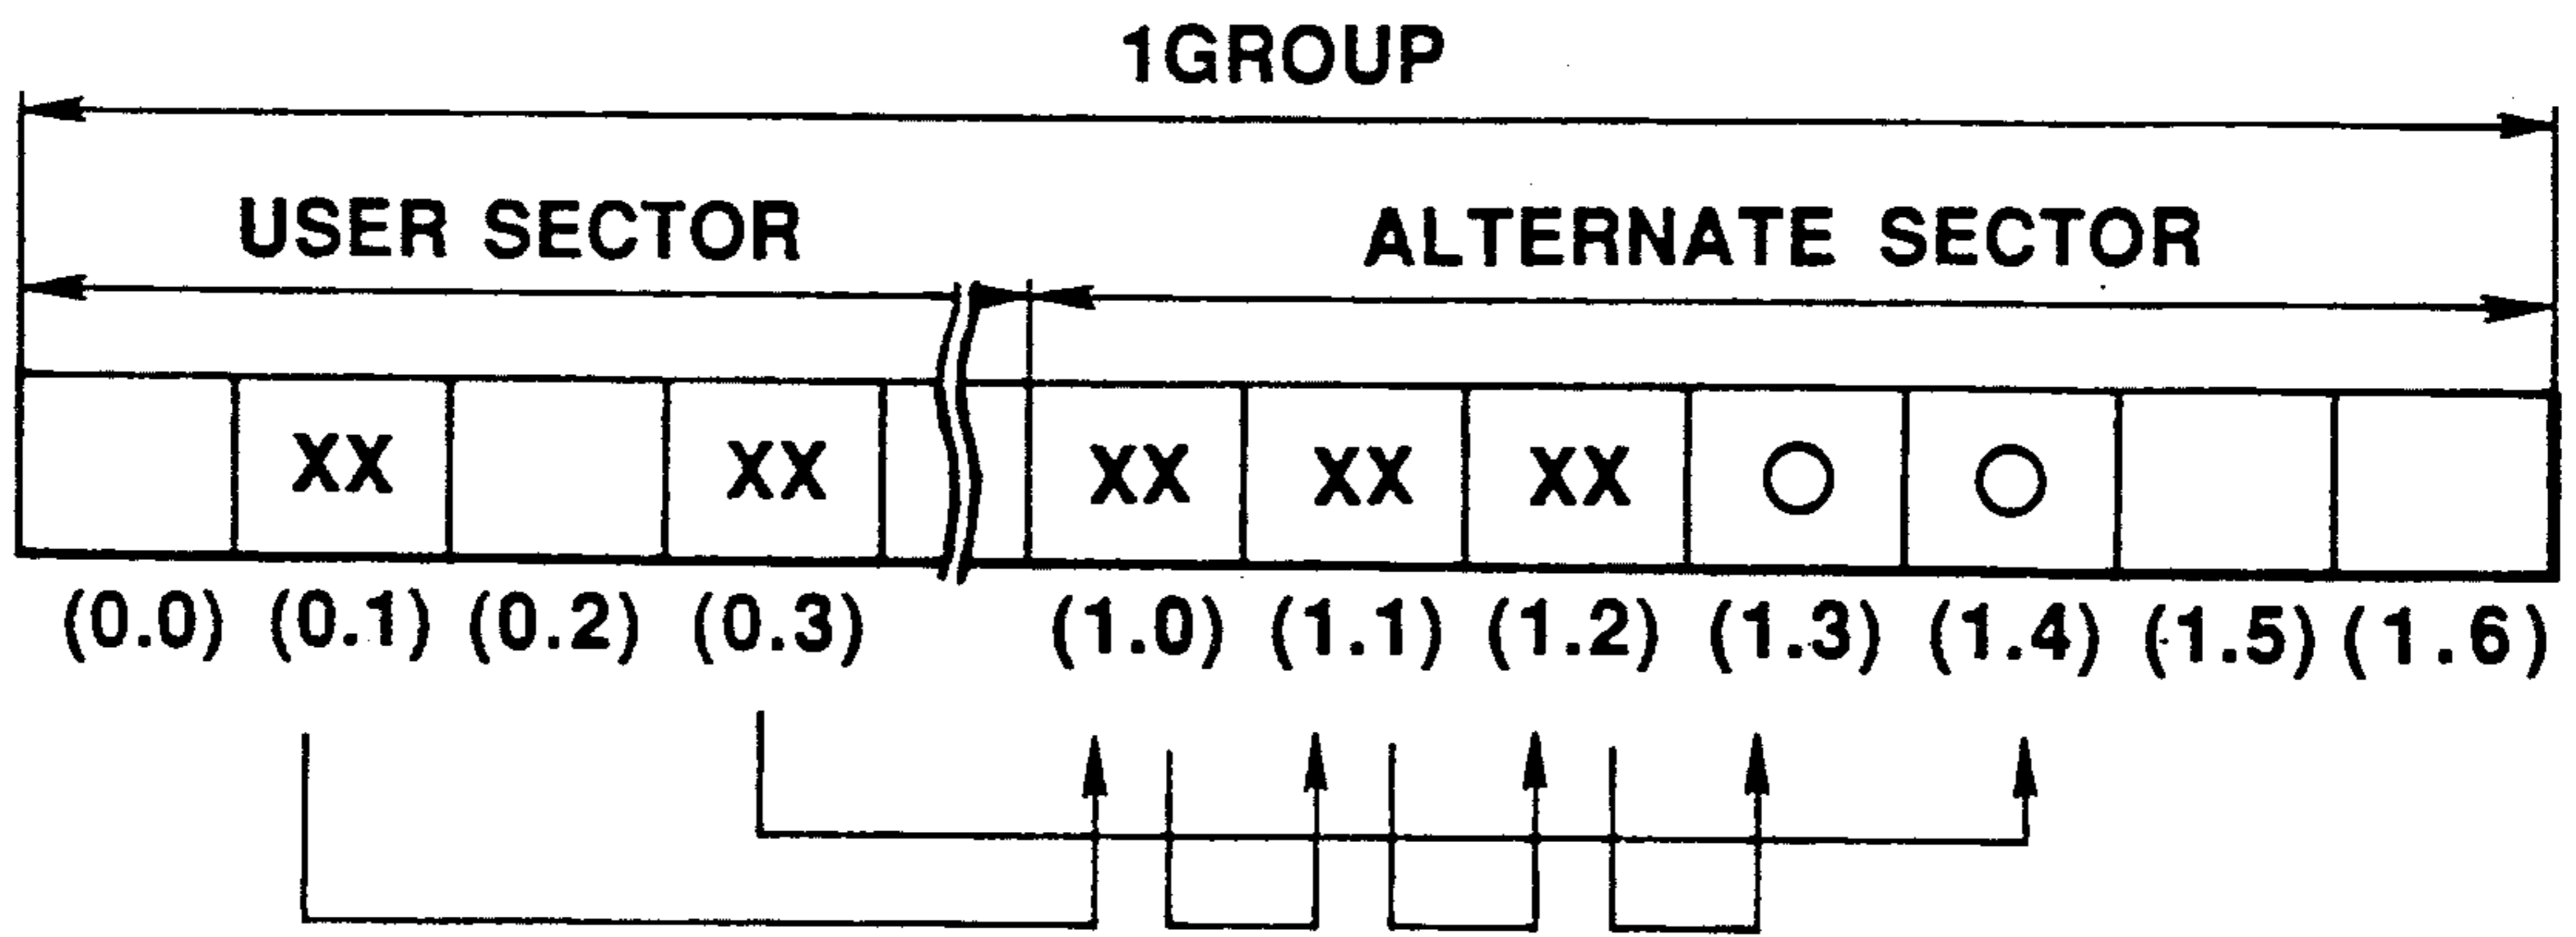 1GROUP
USER SECTOR ALTERNATE SECTOR
XX XX XX XX XX ○ ○
(0.0) (0.1) (0.2) (0.3) (1.0) (1.1) (1.2) (1.3) (1.4) (1.5) (1.6)